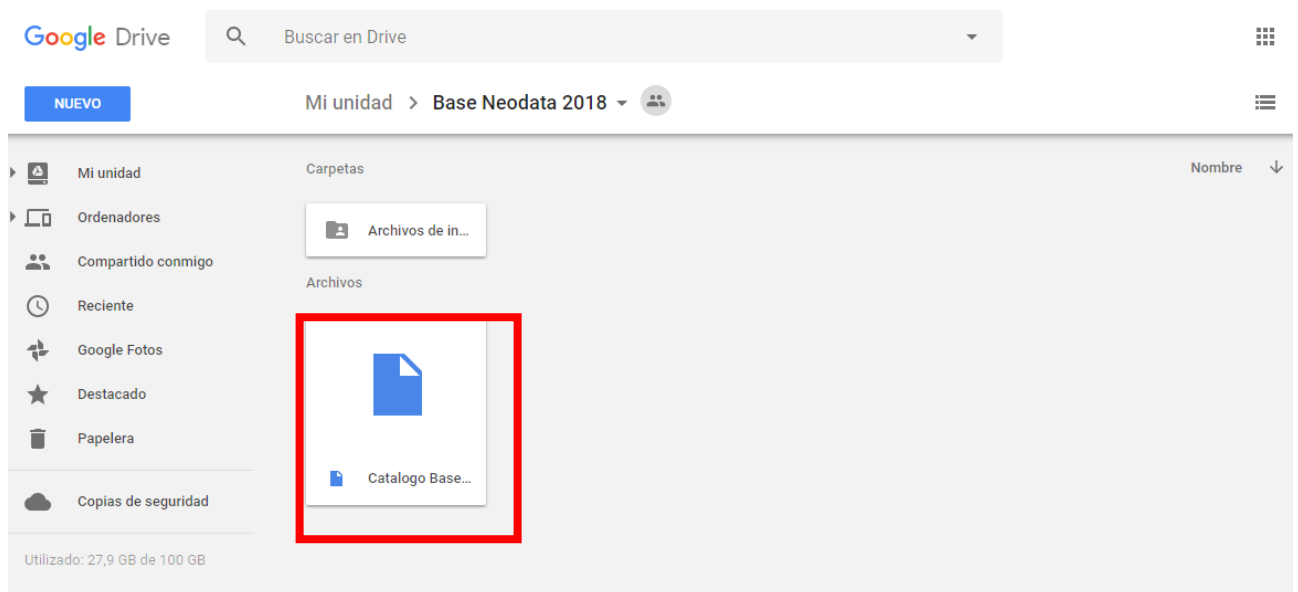 Google Drive
Buscar en Drive
NUEVO
Mi unidad > Base Neodata 2018
Mi unidad
Ordenadores
Compartido conmigo
Reciente
Google Fotos
Destacado
Papelera
Copias de seguridad
Utilizado: 27,9 GB de 100 GB
Carpetas
Nombre
Archivos de in...
Archivos
Catalogo Base...